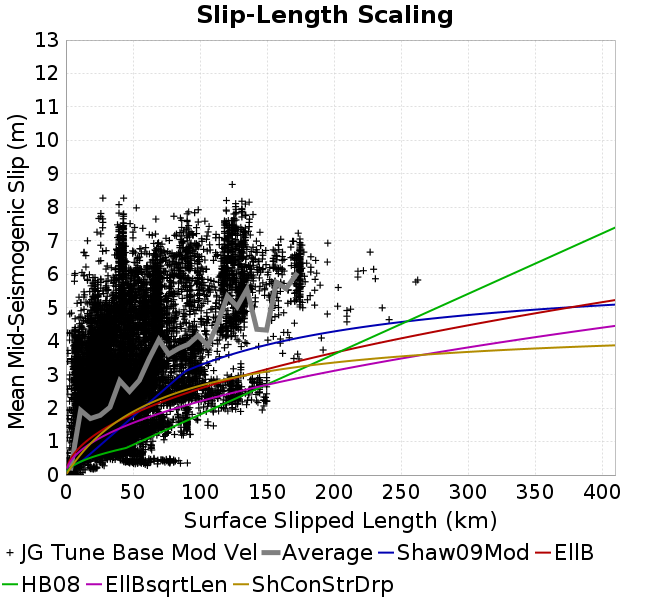 Slip-Length Scaling
Mean Mid-Seismogenic Slip (m)
13
12
11
10
9
8
7
6
5
4
3
2
1
0
0 50 100 150 200 250 300 350 400
Surface Slipped Length (km)
JG Tune Base Mod Vel Average Shaw09Mod EllB
HB08 EllBsqrtLen ShConStrDrp